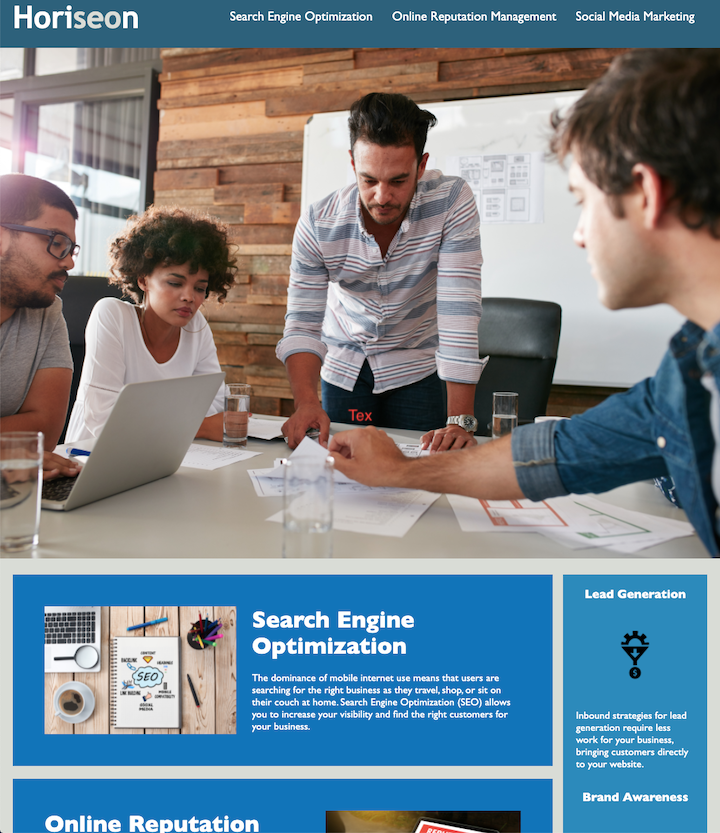 Horiseon
Search Engine Optimization
Online Reputation Management
Social Media Marketing
Tex
Search Engine
Optimization
The dominance of mobile internet use means that users are
searching for the right business as they travel, shop, or sit on
their couch at home. Search Engine Optimization (SEO) allows
you to increase your visibility and find the right customers for
your business.
CONTENT
BACKLINK
KEYWORDS
SEO
LINK BUILDING
MOBILE
COMPATIBILITY
SOCIAL
MEDIA
Lead Generation
Inbound strategies for lead
generation require less
work for your business,
bringing customers directly
to your website.
Brand Awareness
Online Reputation